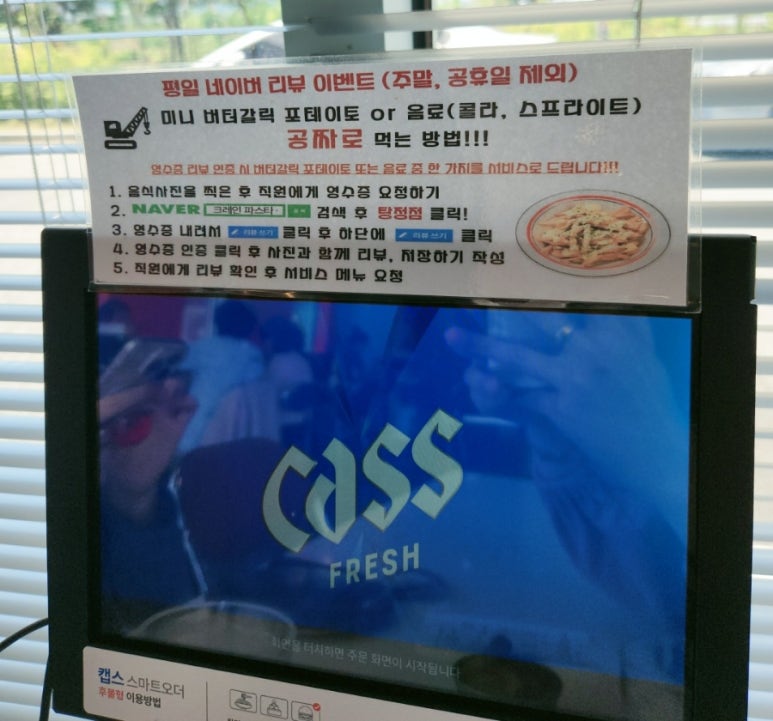 평일 네이버 리뷰 이벤트 (주말, 공휴일 제외)
미니 버터갈릭 포테이토 or 음료(콜라, 스프라이트)
공짜로 먹는 방법!!!
영수증 리뷰 인증 시 버터갈릭 포테이토 또는 음료 중 한 가지를 서비스로 드립니다!!!
1. 음식사진을 찍은 후 직원에게 영수증 요청하기
2. NAVER 크레인 파스타 검색 후 탕정점 클릭!
3. 영수증 내려서 리뷰 쓰기 클릭 후 하단에 리뷰 쓰기 클릭
4. 영수증 인증 클릭 후 사진과 함께 리뷰, 저장하기 작성
5. 직원에게 리뷰 확인 후 서비스 메뉴 요청
cass
FRESH
화면을 터치하면 주문 화면이 시작됩니다
캡스 스마트오더
후불형 이용방법